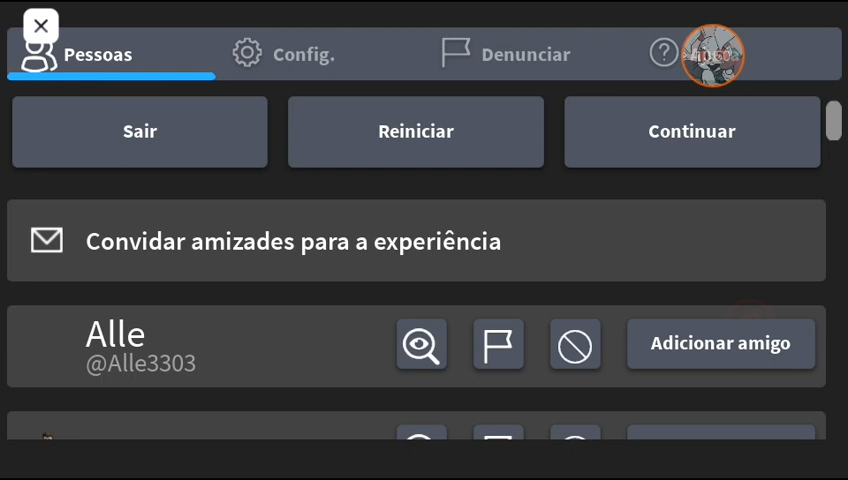 Pessoas
Config.
Denunciar
Sair
Reiniciar
Continuar
Convidar amizades para a experiência
Alle
@Alle3303
Adicionar amigo